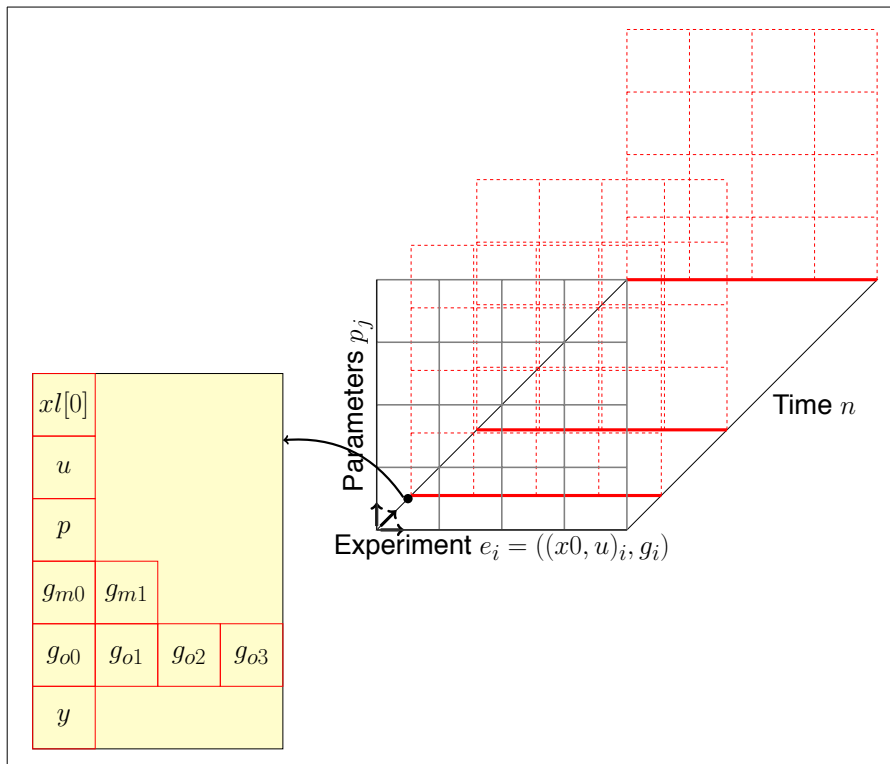 Parameters p_j
Time n
Experiment e_i = ((x0, u)_i, g_i)
xl[0]
u
p
g_{m0} g_{m1}
g_{o0} g_{o1} g_{o2} g_{o3}
y